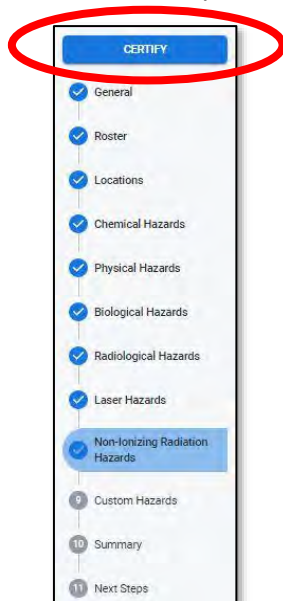 CERTIFY
General
Roster
Locations
Chemical Hazards
Physical Hazards
Biological Hazards
Radiological Hazards
Laser Hazards
Non-Ionizing Radiation
Hazards
9 Custom Hazards
10 Summary
11 Next Steps